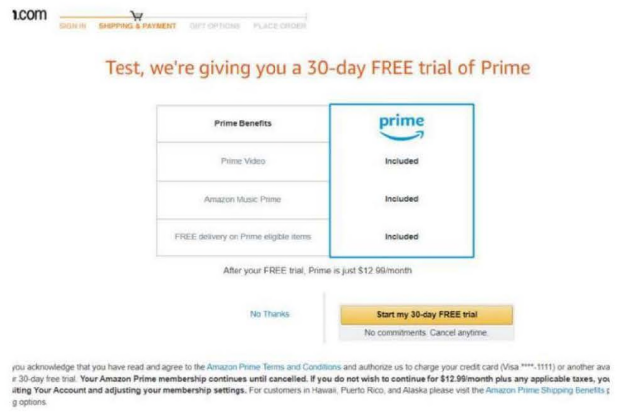 n.com
SIGN IN SHIPPING & PAYMENT GIFT OPTIONS PLACE ORDER
Test, we're giving you a 30-day FREE trial of Prime
Prime Benefits prime
Prime Video Included
Amazon Music Prime Included
FREE delivery on Prime eligible items Included
After your FREE trial, Prime is just $12.99/month
No Thanks Start my 30-day FREE trial
No commitments. Cancel anytime.
you acknowledge that you have read and agree to the Amazon Prime Terms and Conditions and authorize us to charge your credit card (Visa ****-1111) or another ava
r 30-day free trial. Your Amazon Prime membership continues until cancelled. If you do not wish to continue for $12.99/month plus any applicable taxes, you
iting Your Account and adjusting your membership settings. For customers in Hawaii, Puerto Rico, and Alaska please visit the Amazon Prime Shipping Benefits p
g options.